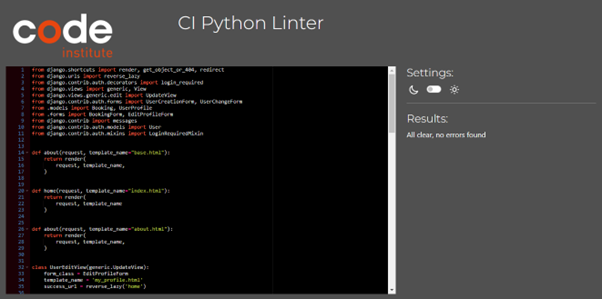 code
institute
CI Python Linter
1 from django.shortcuts import render, get_object_or_404, redirect
2 from django.urls import reverse_lazy
3 from django.contrib.auth.decorators import login_required
4 from django.views import generic, View
5 from django.views.generic.edit import UpdateView
6 from django.contrib.auth.forms import UserCreationForm, UserChangeForm
7 from .models import Booking, UserProfile
8 from .forms import BookingForm, EditProfileForm
9 from django.contrib import messages
10 from django.contrib.auth.models import User
11 from django.contrib.auth.mixins import LoginRequiredMixin
12
13
14 def about(request, template_name="base.html"):
15 return render(
16 request, template_name,
17 )
18
19
20 def home(request, template_name="index.html"):
21 return render(
22 request, template_name
23 )
24
25
26 def about(request, template_name="about.html"):
27 return render(
28 request, template_name,
29 )
30
31
32 class UserEditView(generic.UpdateView):
33 form_class = EditProfileForm
34 template_name = 'my_profile.html'
35 success_url = reverse_lazy('home')
Settings:
Results:
All clear, no errors found